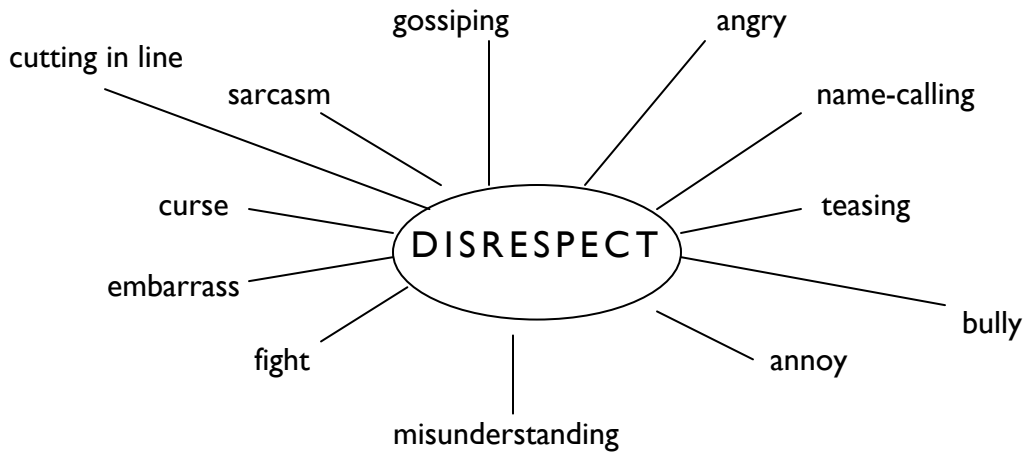 gossiping
angry
cutting in line
sarcasm
name-calling
curse
teasing
DISRESPECT
embarrass
bully
fight
annoy
misunderstanding